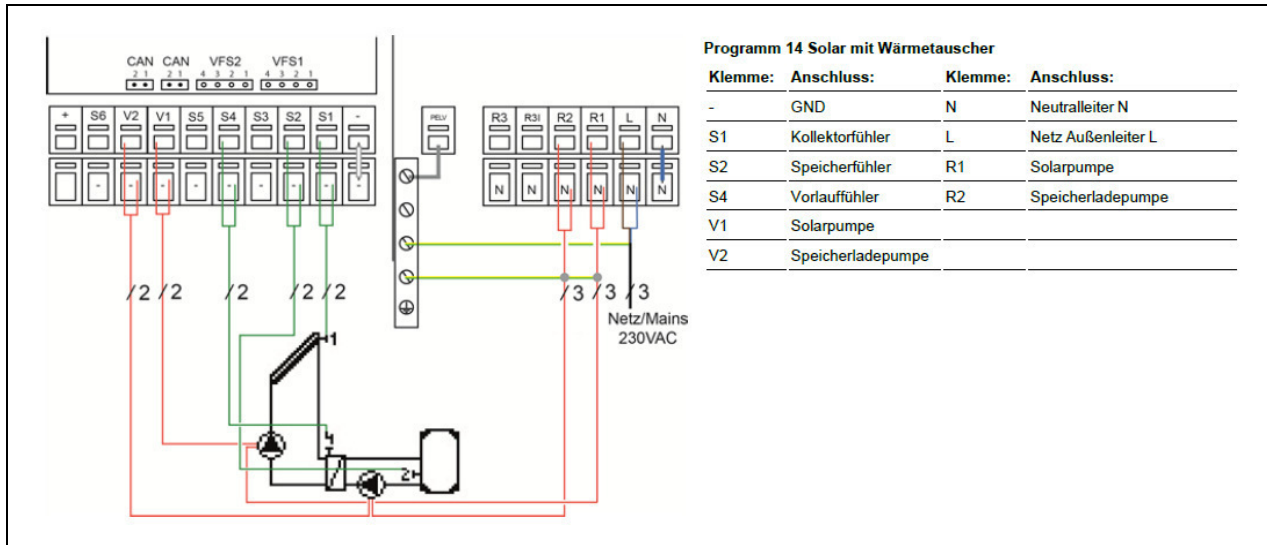 CAN CAN VFS2 VFS1
2 1 2 1 4 3 2 1 4 3 2 1
+ S6 V2 V1 S5 S4 S3 S2 S1 -
- - - - - - - - -
PELV
R3 R3I R2 R1 L N
N N N N N N
/2 /2 /2 /2 /2 /3 /3 /3
Netz/Mains
230VAC
1
4
2
Programm 14 Solar mit Wärmetauscher
Klemme: Anschluss: Klemme: Anschluss:
- GND N Neutralleiter N
S1 Kollektorfühler L Netz Außenleiter L
S2 Speicherfühler R1 Solarpumpe
S4 Vorlauffühler R2 Speicherladepumpe
V1 Solarpumpe
V2 Speicherladepumpe